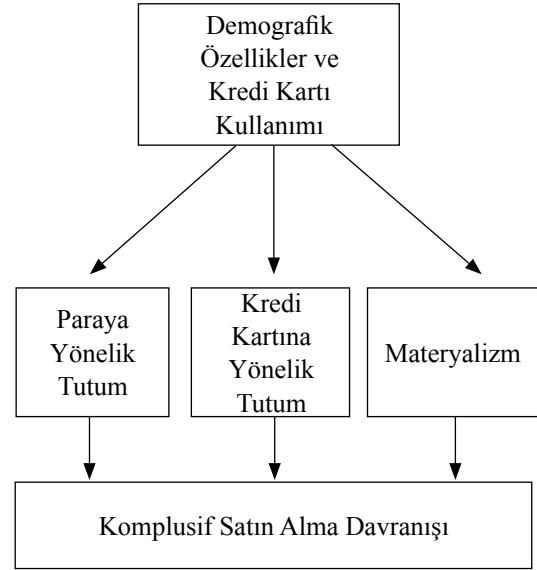 Demografik
Özellikler ve
Kredi Kartı
Kullanımı
Paraya
Yönelik
Tutum
Kredi
Kartına
Yönelik
Tutum
Materyalizm
Komplusif Satın Alma Davranışı